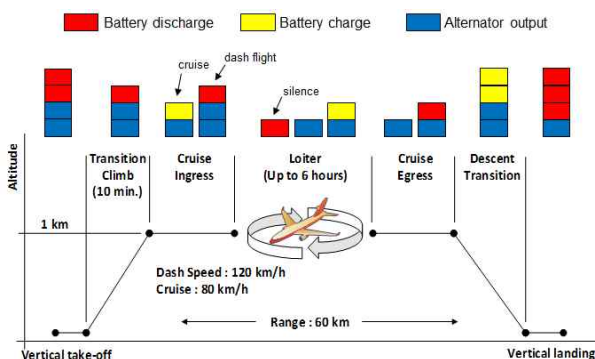 Battery discharge
Battery charge
Alternator output
cruise
dash flight
silence
Altitude
Transition
Climb
(10 min.)
Cruise
Ingress
Loiter
(Up to 6 hours)
Cruise
Egress
Descent
Transition
1 km
Dash Speed : 120 km/h
Cruise : 80 km/h
Range : 60 km
Vertical take-off
Vertical landing